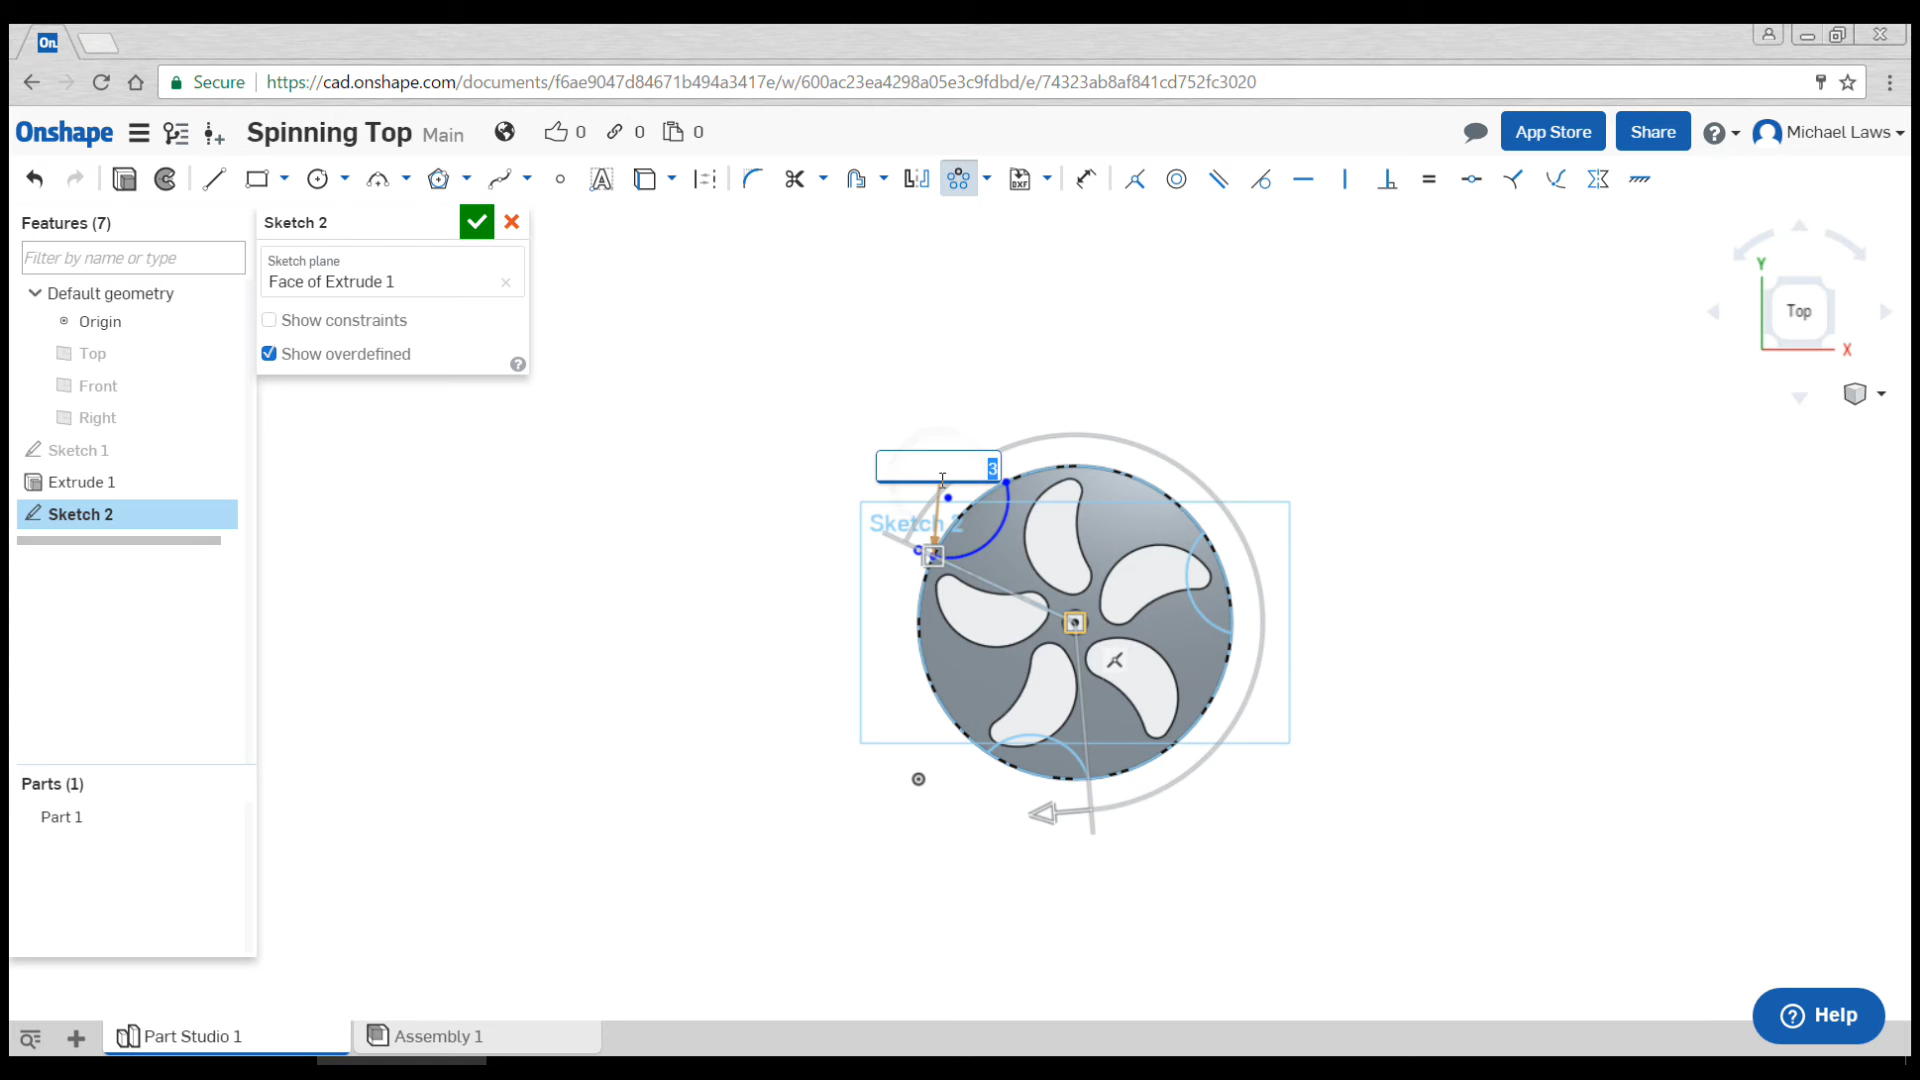 On
Secure
https://cad.onshape.com/documents/f6ae9047d84671b494a3417e/w/600ac23ea4298a05e3c9fdbd/e/74323ab8af841cd752fc3020
Onshape Spinning Top Main 0 0 0 App Store Share Michael Laws
DXF
Features (7)
Filter by name or type
Default geometry
Origin
Top
Front
Right
Sketch 1
Extrude 1
Sketch 2
Sketch 2
Sketch plane
Face of Extrude 1
Show constraints
Show overdefined
3
Sketch 2
Y
Top
X
Parts (1)
Part 1
Help
Part Studio 1
Assembly 1